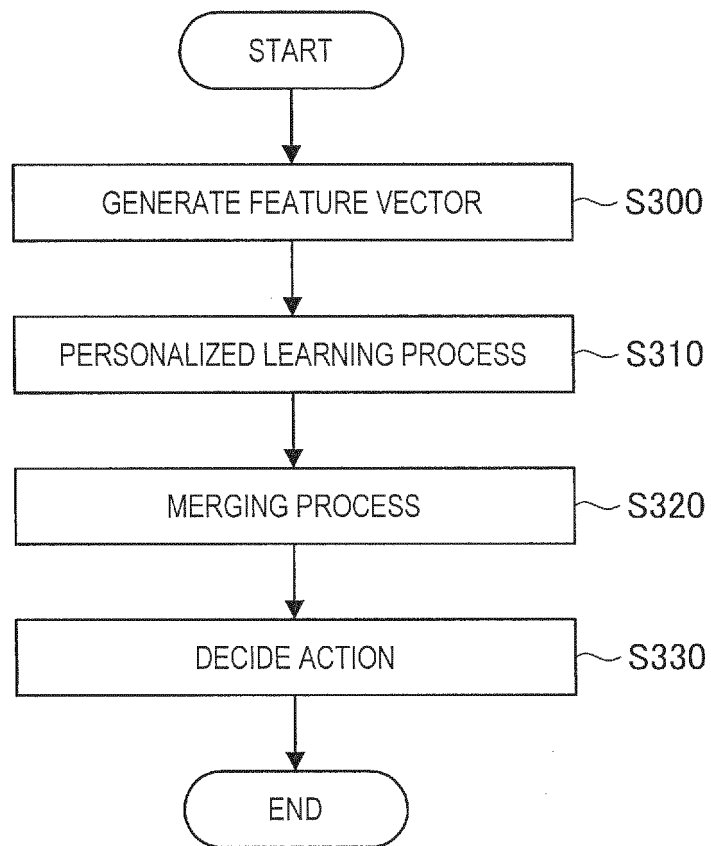 START
GENERATE FEATURE VECTOR S300
PERSONALIZED LEARNING PROCESS S310
MERGING PROCESS S320
DECIDE ACTION S330
END